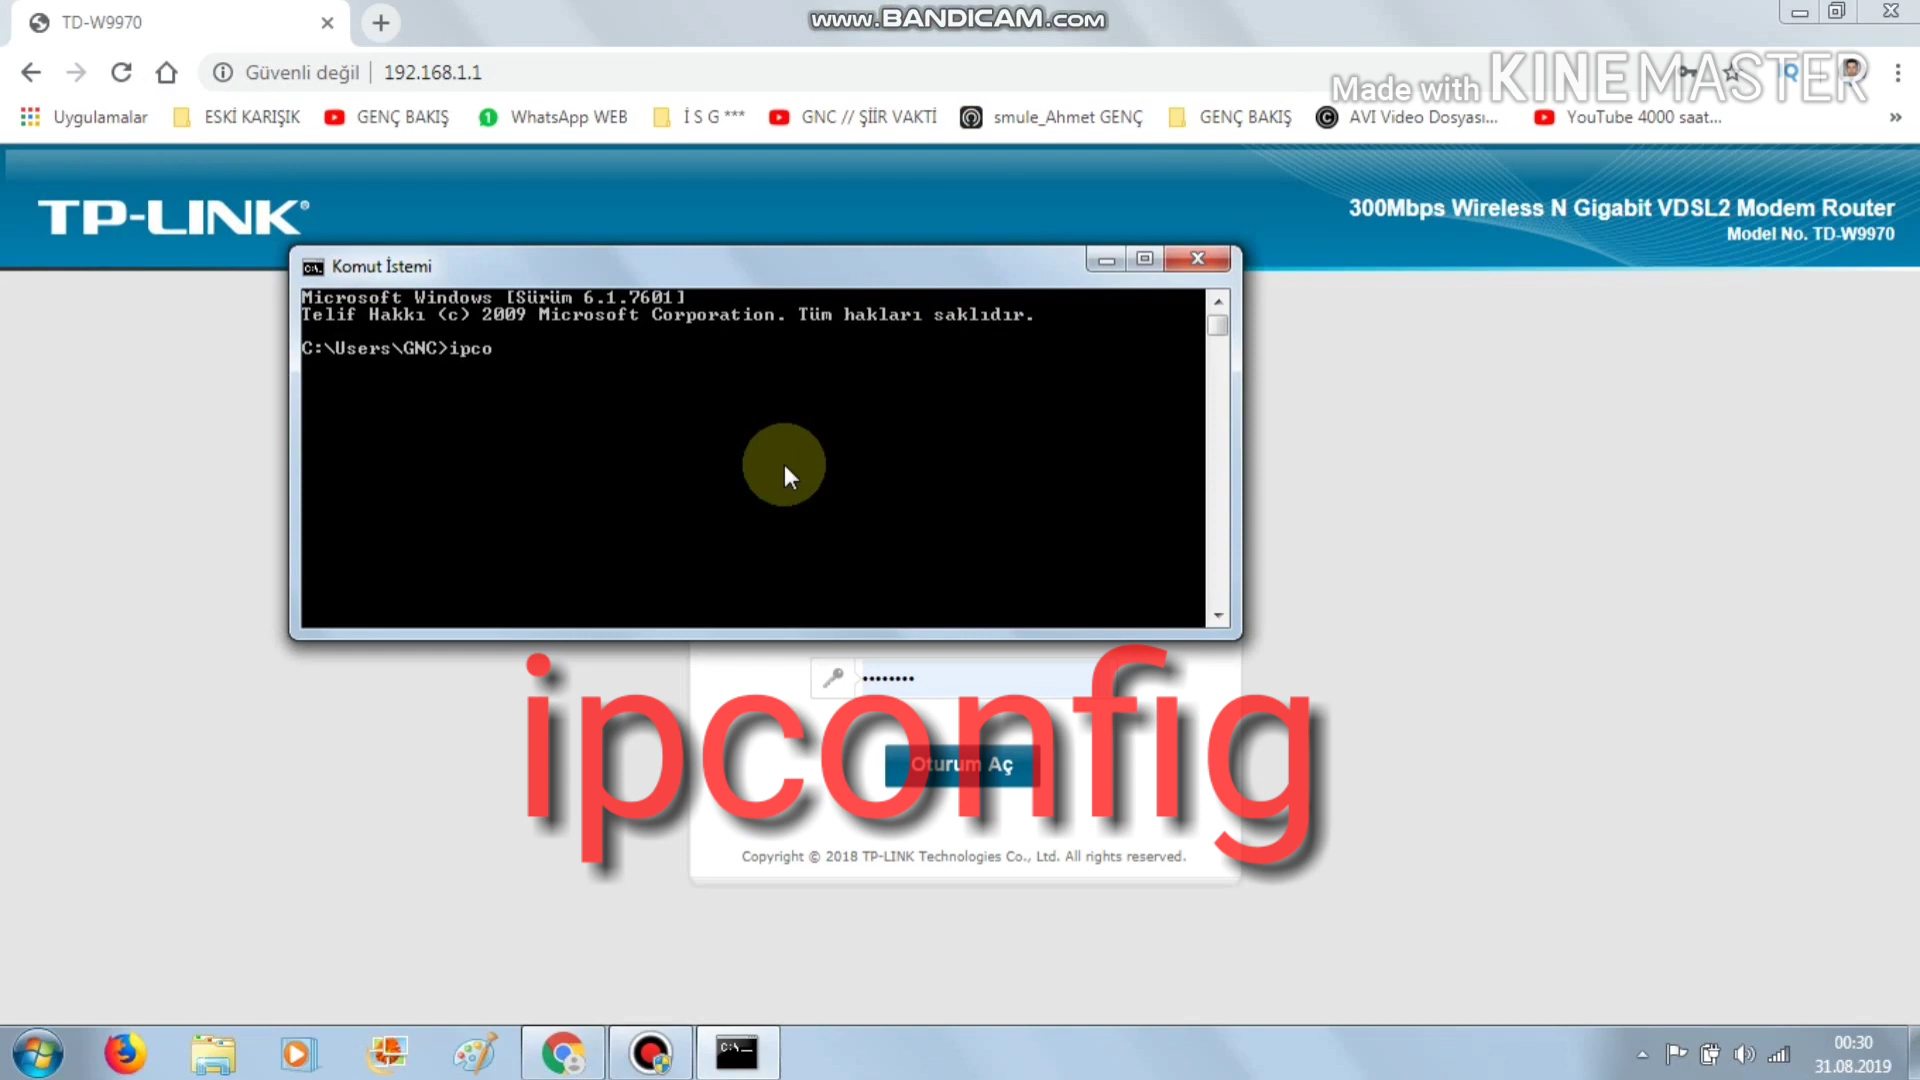 TD-W9970
www.BANDICAM.com
Güvenli değil
192.168.1.1
Made with KINEMASTER
Uygulamalar
ESKİ KARIŞIK
GENÇ BAKIŞ
WhatsApp WEB
İ S G ***
GNC // ŞİİR VAKTİ
smule_Ahmet GENÇ
GENÇ BAKIŞ
AVI Video Dosyası...
YouTube 4000 saat...
»
TP-LINK®
300Mbps Wireless N Gigabit VDSL2 Modem Router
Model No. TD-W9970
Komut İstemi
Microsoft Windows [Sürüm 6.1.7601]
Telif Hakkı (c) 2009 Microsoft Corporation. Tüm hakları saklıdır.
C:\Users\GNC>ipco
ipconfig
Oturum Aç
Copyright © 2018 TP-LINK Technologies Co., Ltd. All rights reserved.
00:30
31.08.2019